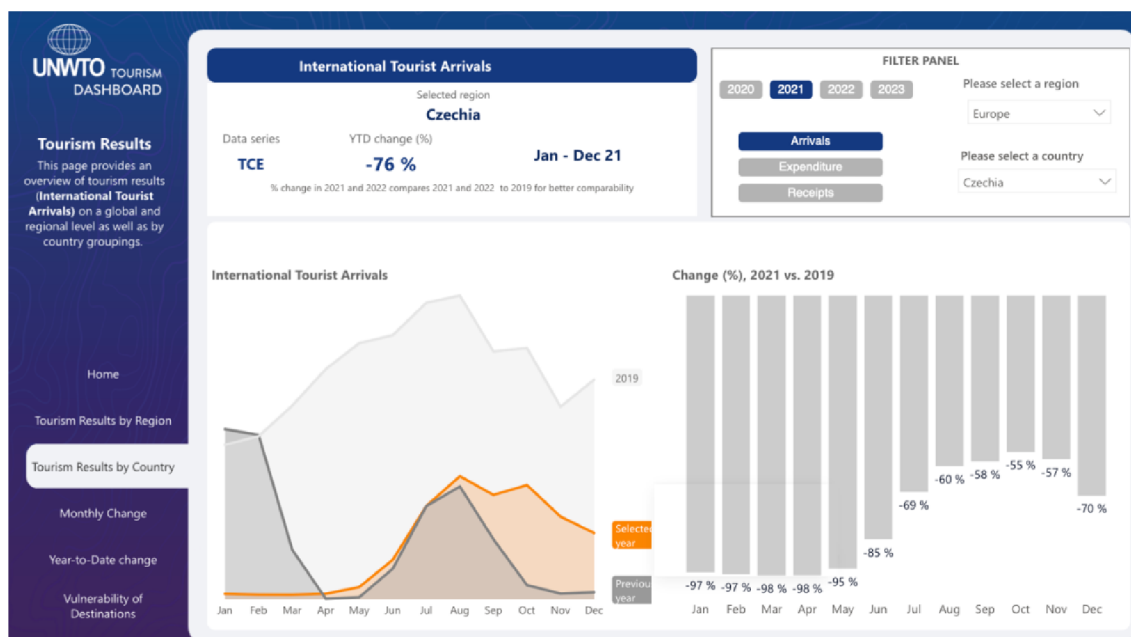 UNWTO TOURISM
DASHBOARD
Tourism Results
This page provides an
overview of tourism results
(International Tourist
Arrivals) on a global and
regional level as well as by
country groupings.
Home
Tourism Results by Region
Tourism Results by Country
Monthly Change
Year-to-Date change
Vulnerability of
Destinations
International Tourist Arrivals
Selected region
Czechia
Data series
YTD change (%)
TCE
-76 %
Jan - Dec 21
% change in 2021 and 2022 compares 2021 and 2022 to 2019 for better comparability
FILTER PANEL
2020
2021
2022
2023
Please select a region
Europe
Arrivals
Expenditure
Receipts
Please select a country
Czechia
International Tourist Arrivals
2019
Selecte
year
Previou
year
Jan Feb Mar Apr May Jun Jul Aug Sep Oct Nov Dec
Change (%), 2021 vs. 2019
-97 % -97 % -98 % -98 % -95 % -85 % -69 % -60 % -58 % -55 % -57 % -70 %
Jan Feb Mar Apr May Jun Jul Aug Sep Oct Nov Dec